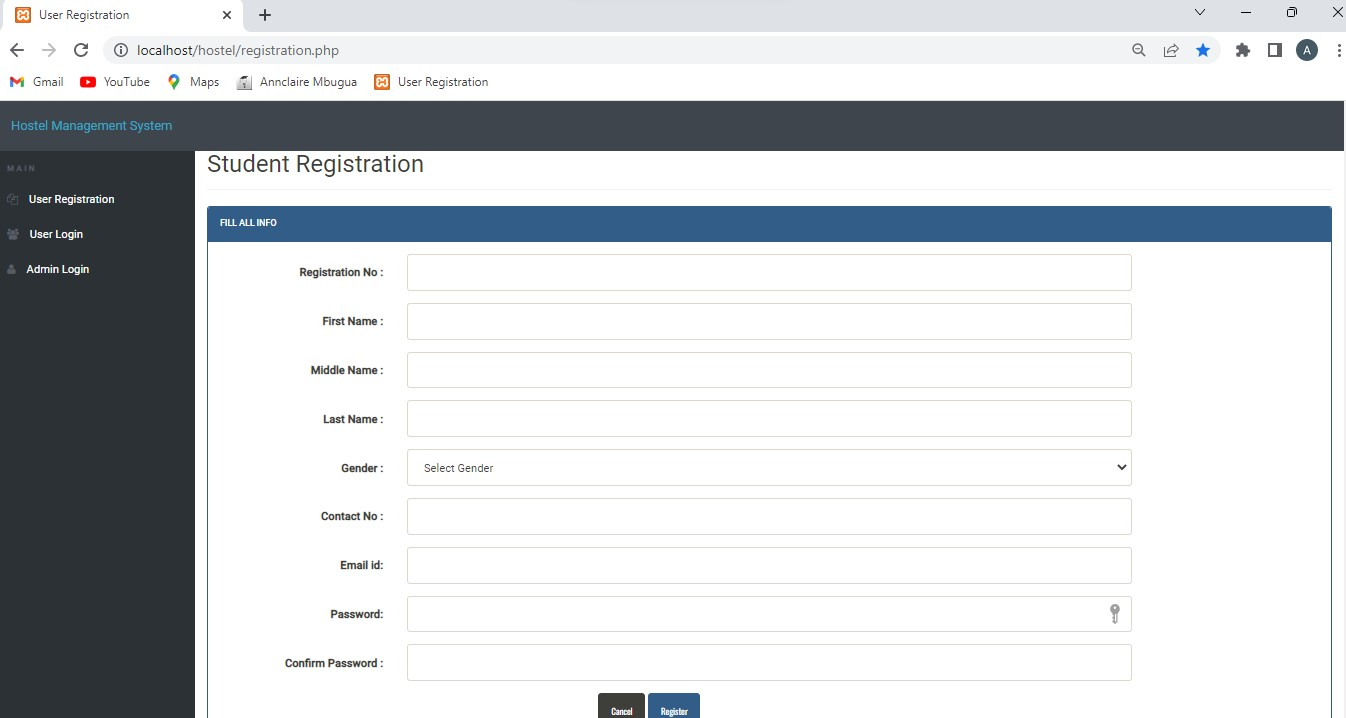 User Registration
localhost/hostel/registration.php
A
Gmail YouTube Maps Annclaire Mbugua User Registration
Hostel Management System
MAIN
User Registration
User Login
Admin Login
Student Registration
FILL ALL INFO
Registration No :
First Name :
Middle Name :
Last Name :
Gender : Select Gender
Contact No :
Email id:
Password:
Confirm Password :
Cancel Register